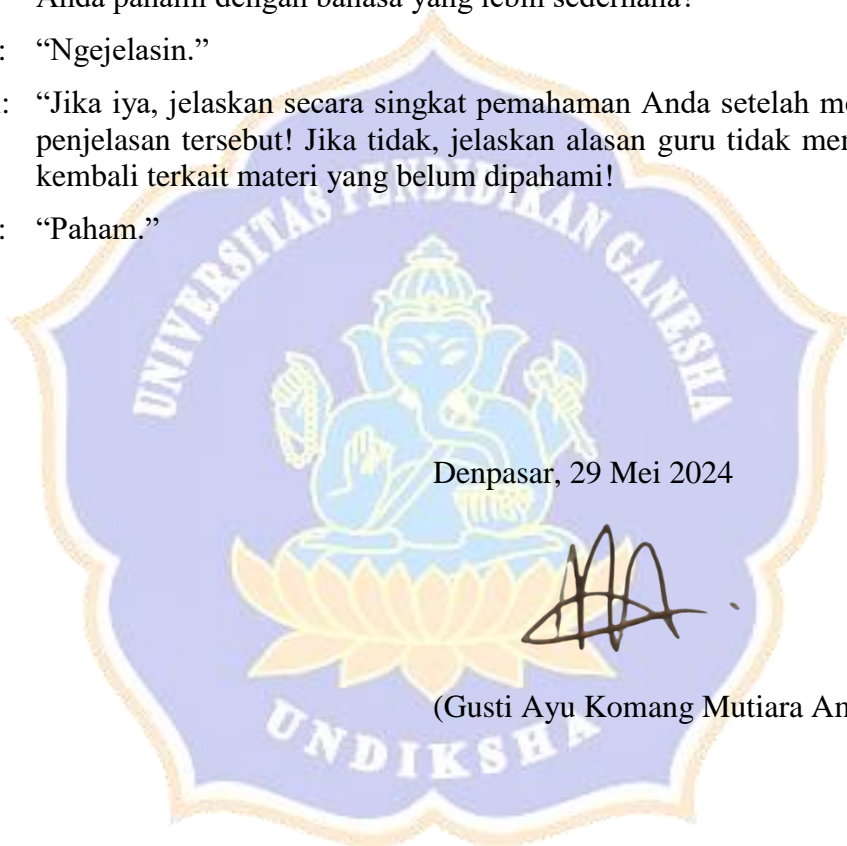 Anda pahami dengan bahasa yang lebih sederhana?
: “Ngejelasin.”
: “Jika iya, jelaskan secara singkat pemahaman Anda setelah
penjelasan tersebut! Jika tidak, jelaskan alasan guru tidak
kembali terkait materi yang belum dipahami!
: “Paham.”
UNIVERSITAS PENDIDIKAN GANESHA
Denpasar, 29 Mei 2024
(Gusti Ayu Komang Mutiara
UNDIKSHA